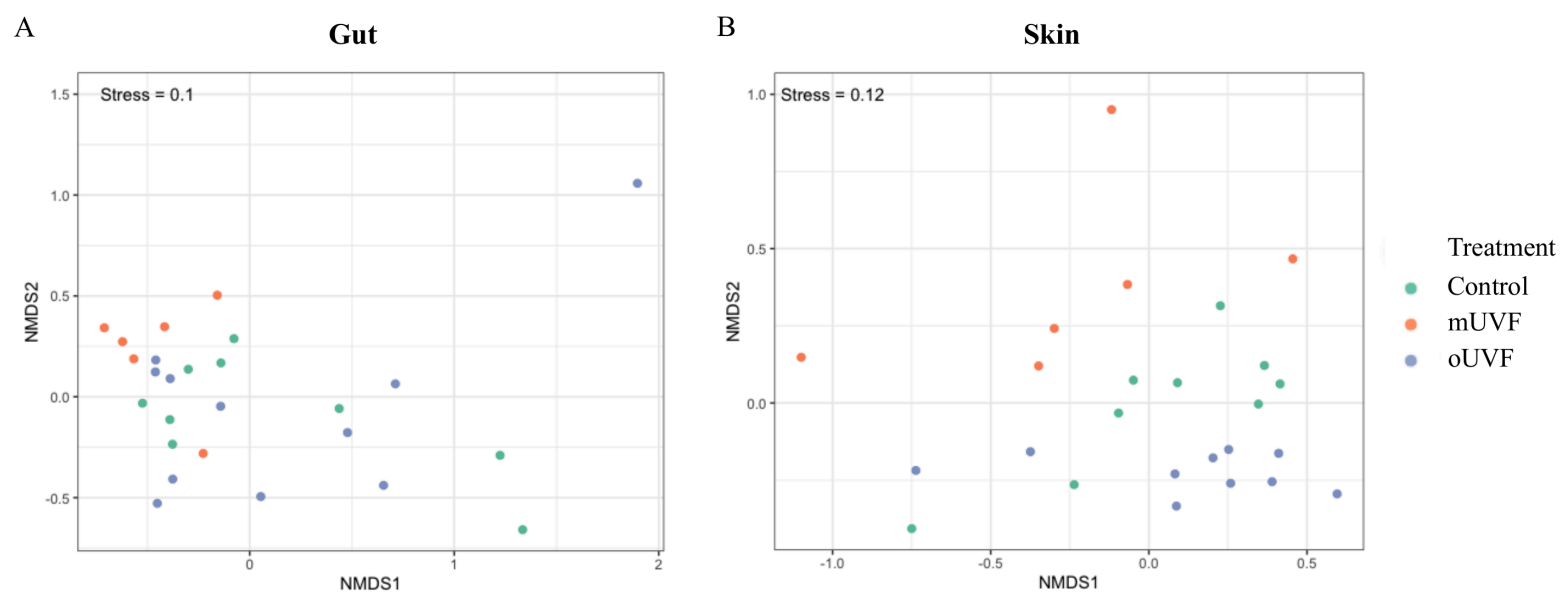 A
Gut
Stress = 0.1
1.5
1.0
0.5
0.0
-0.5
NMDS2
0
1
2
NMDS1
B
Skin
Stress = 0.12
1.0
0.5
0.0
NMDS2
-1.0
-0.5
0.0
0.5
NMDS1
Treatment
Control
mUVF
oUVF